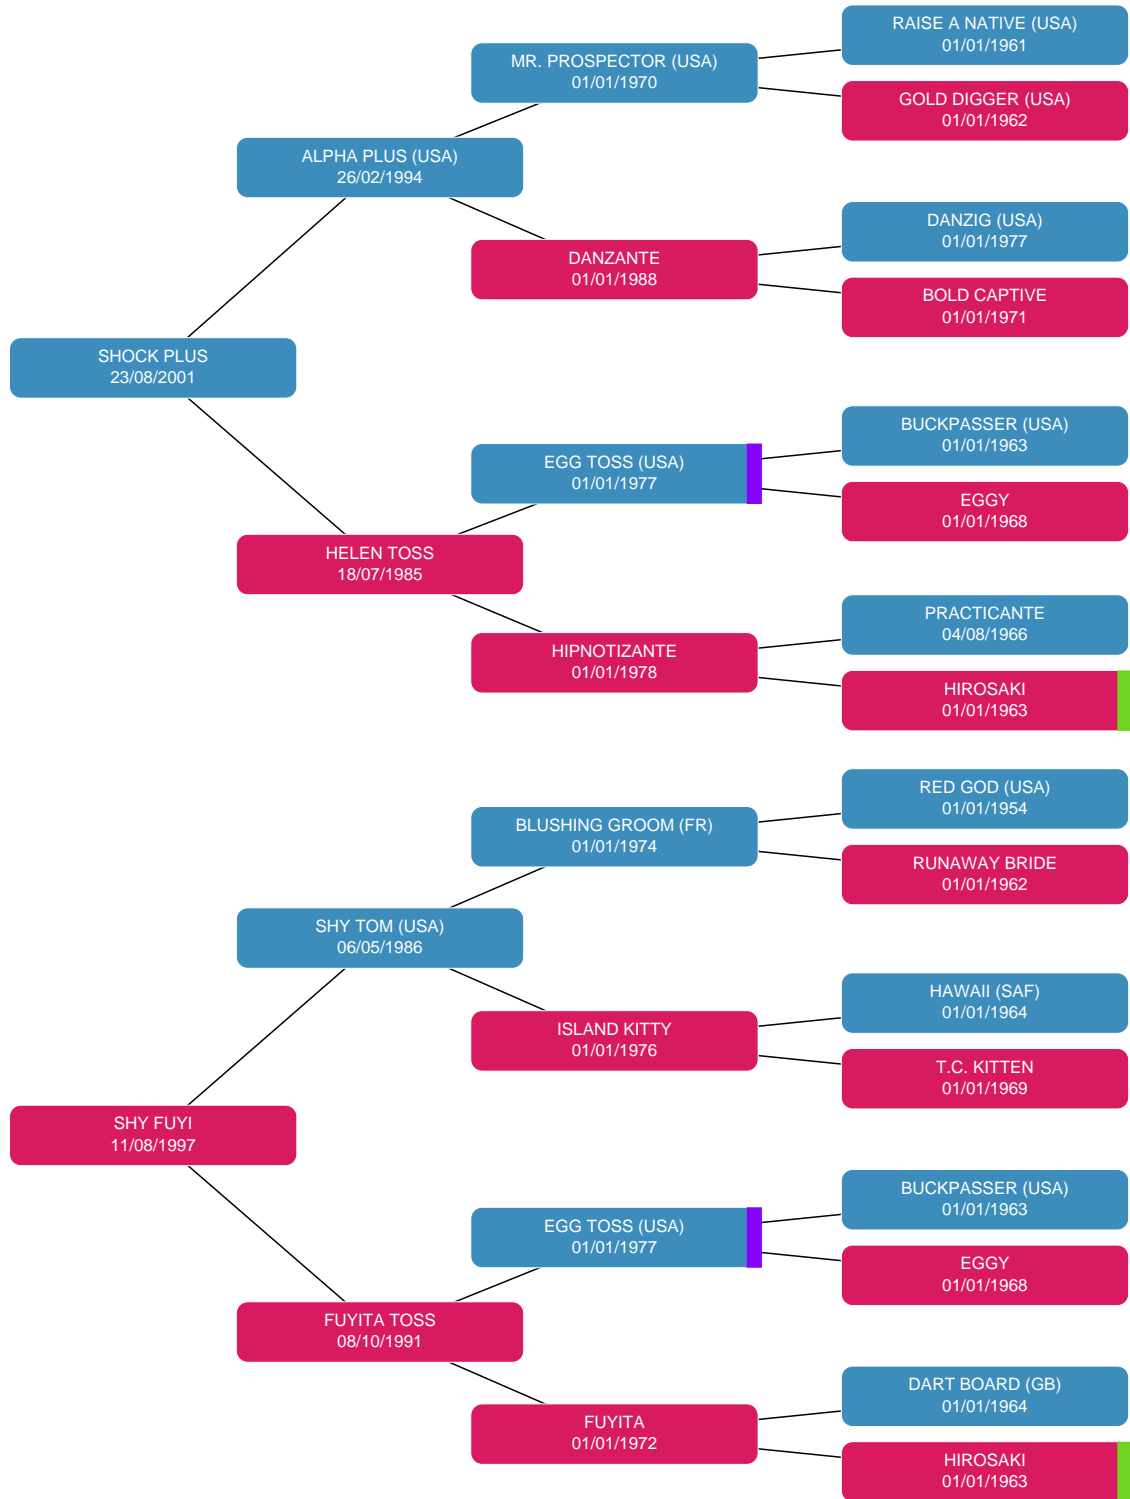 RAISE A NATIVE (USA)
01/01/1961
MR. PROSPECTOR (USA)
01/01/1970
GOLD DIGGER (USA)
01/01/1962
ALPHA PLUS (USA)
26/02/1994
DANZIG (USA)
01/01/1977
DANZANTE
01/01/1988
BOLD CAPTIVE
01/01/1971
SHOCK PLUS
23/08/2001
BUCKPASSER (USA)
01/01/1963
EGG TOSS (USA)
01/01/1977
EGGY
01/01/1968
HELEN TOSS
18/07/1985
PRACTICANTE
04/08/1966
HIPNOTIZANTE
01/01/1978
HIROSAKI
01/01/1963
RED GOD (USA)
01/01/1954
BLUSHING GROOM (FR)
01/01/1974
RUNAWAY BRIDE
01/01/1962
SHY TOM (USA)
06/05/1986
HAWAII (SAF)
01/01/1964
ISLAND KITTY
01/01/1976
T.C. KITTEN
01/01/1969
SHY FUYI
11/08/1997
BUCKPASSER (USA)
01/01/1963
EGG TOSS (USA)
01/01/1977
EGGY
01/01/1968
FUYITA TOSS
08/10/1991
DART BOARD (GB)
01/01/1964
FUYITA
01/01/1972
HIROSAKI
01/01/1963